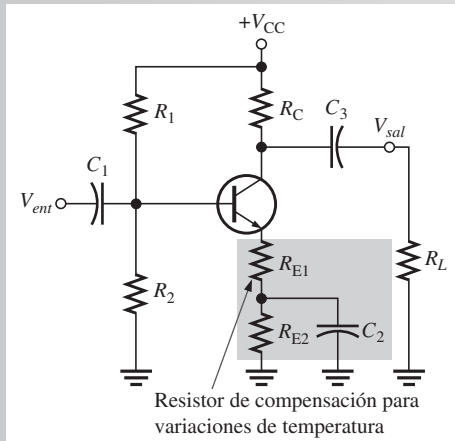 +V_CC
R_1
R_C
C_3
V_sal
C_1
V_ent
R_E1
R_L
R_2
R_E2
C_2
Resistor de compensación para
variaciones de temperatura